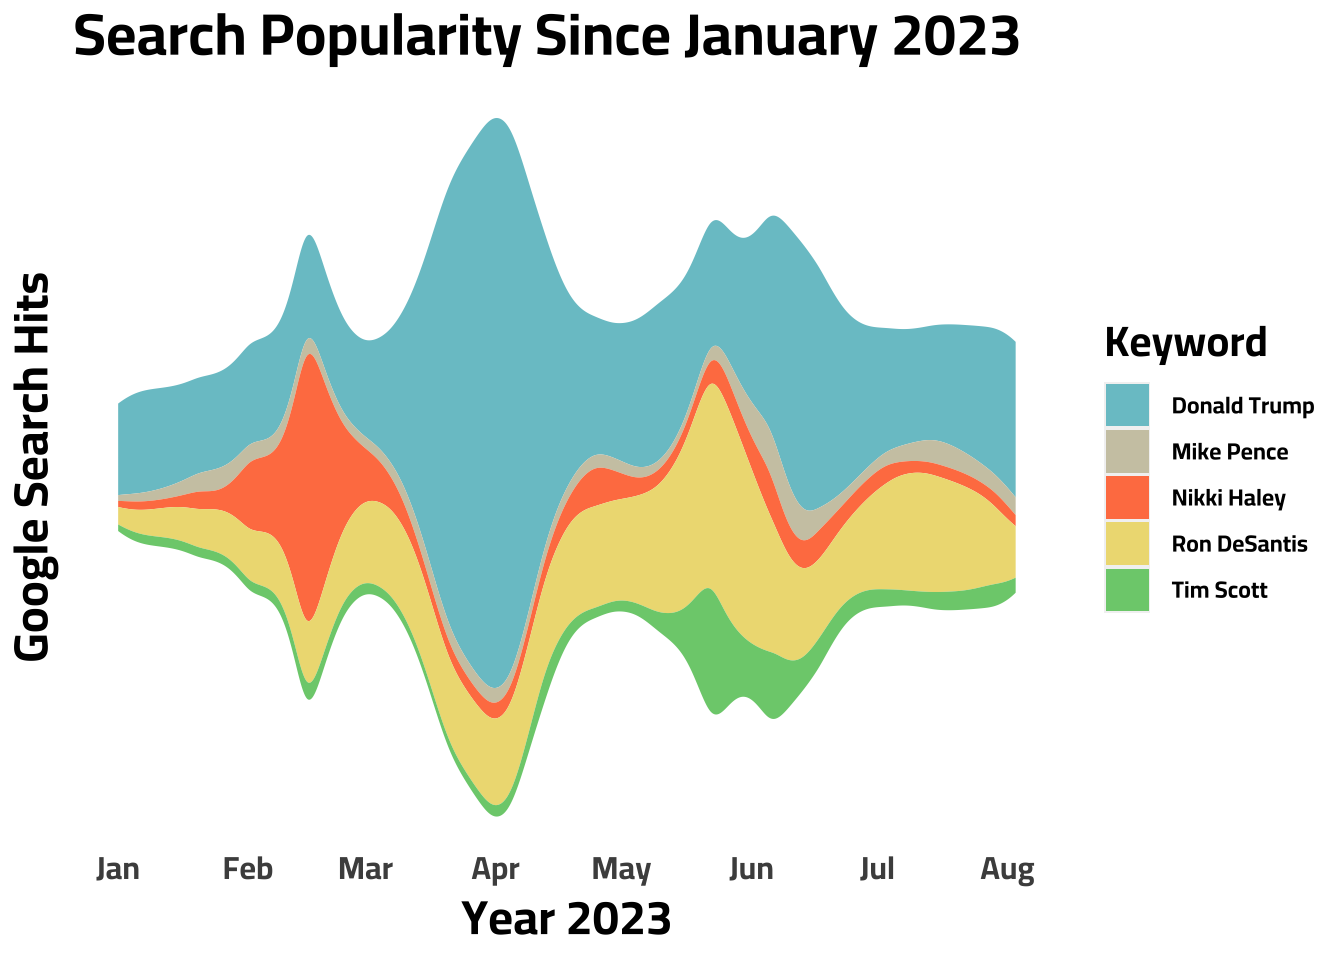 Search Popularity Since January 2023
Google Search Hits
Keyword
Donald Trump
Mike Pence
Nikki Haley
Ron DeSantis
Tim Scott
Jan Feb Mar Apr May Jun Jul Aug
Year 2023